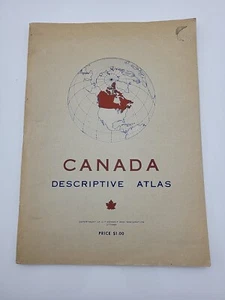 CANADA
DESCRIPTIVE ATLAS
PRICE $1.00